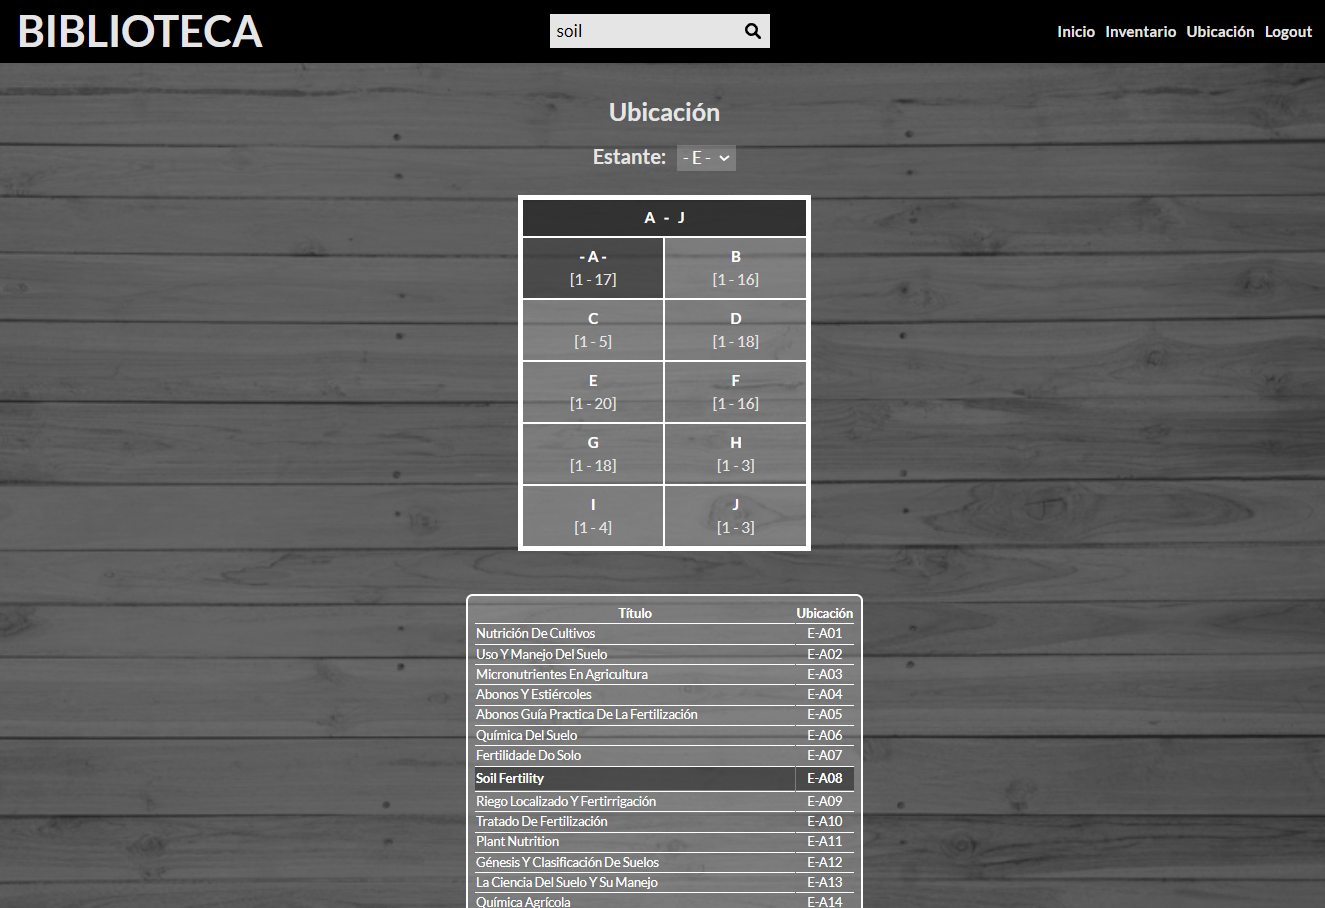 BIBLIOTECA
soil
Inicio Inventario Ubicación Logout
Ubicación
Estante: - E -
A - J
- A - B
[1 - 17] [1 - 16]
C D
[1 - 5] [1 - 18]
E F
[1 - 20] [1 - 16]
G H
[1 - 18] [1 - 3]
I J
[1 - 4] [1 - 3]
Título Ubicación
Nutrición De Cultivos E-A01
Uso Y Manejo Del Suelo E-A02
Micronutrientes En Agricultura E-A03
Abonos Y Estiércoles E-A04
Abonos Guía Practica De La Fertilización E-A05
Química Del Suelo E-A06
Fertilidade Do Solo E-A07
Soil Fertility E-A08
Riego Localizado Y Fertirrigación E-A09
Tratado De Fertilización E-A10
Plant Nutrition E-A11
Génesis Y Clasificación De Suelos E-A12
La Ciencia Del Suelo Y Su Manejo E-A13
Química Agrícola E-A14